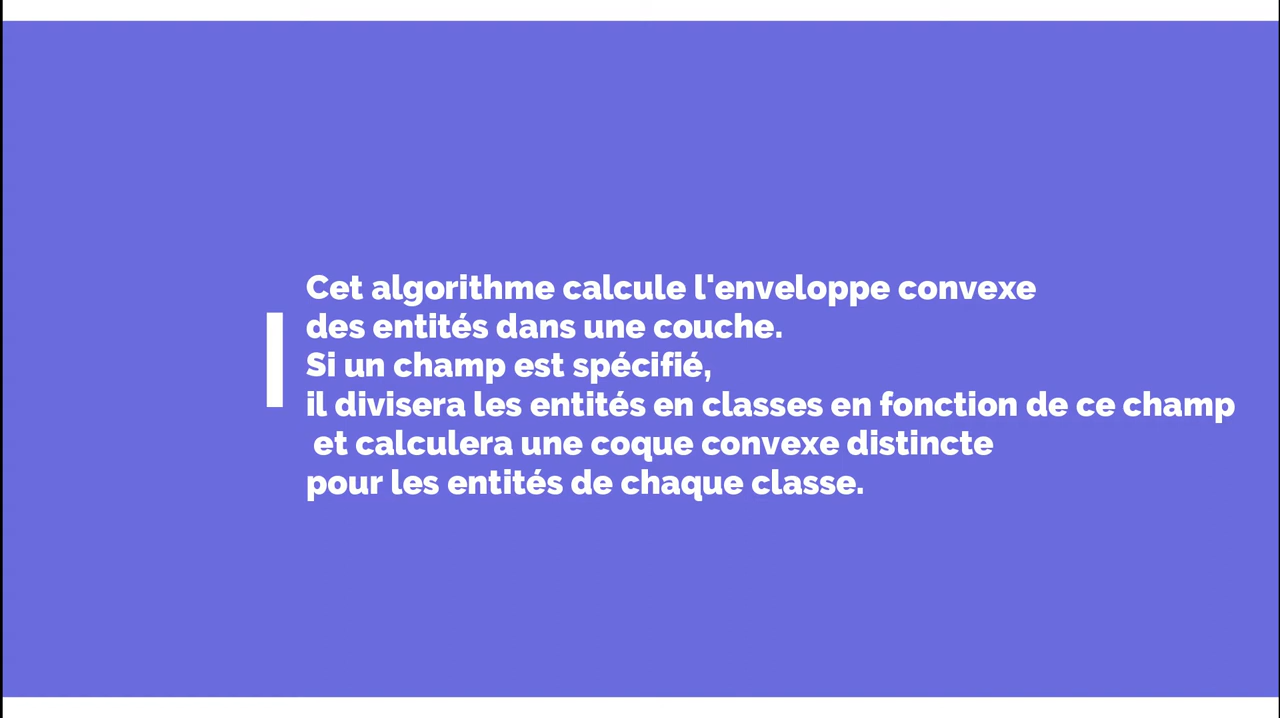 Cet algorithme calcule l'enveloppe convexe
des entités dans une couche.
Si un champ est spécifié,
il divisera les entités en classes en fonction de ce champ
et calculera une coque convexe distincte
pour les entités de chaque classe.